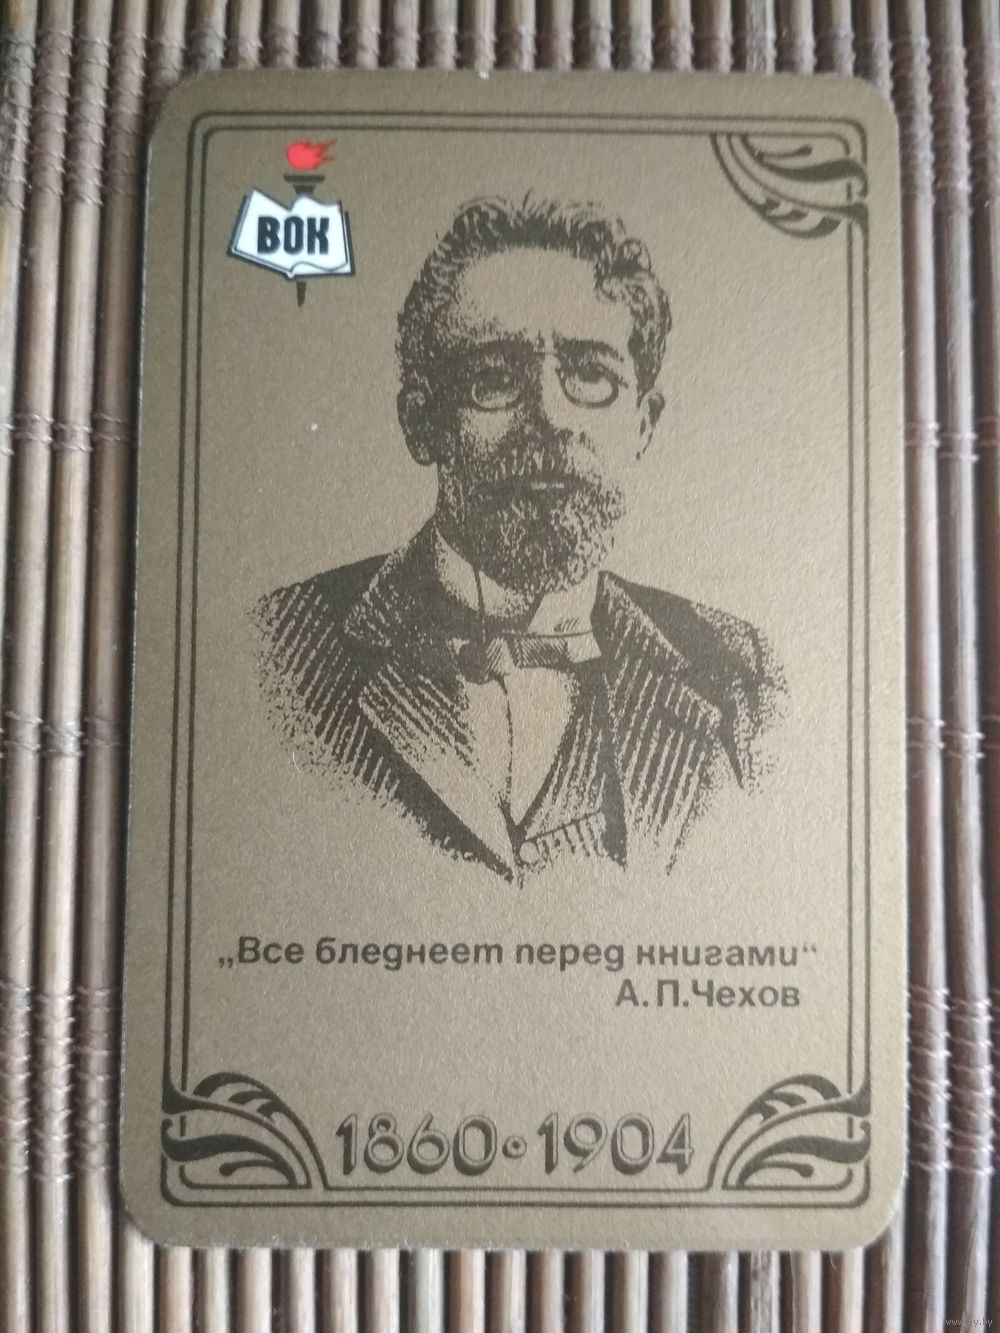 ВОК
„Все бледнеет перед книгами“
А.П.Чехов
1860•1904